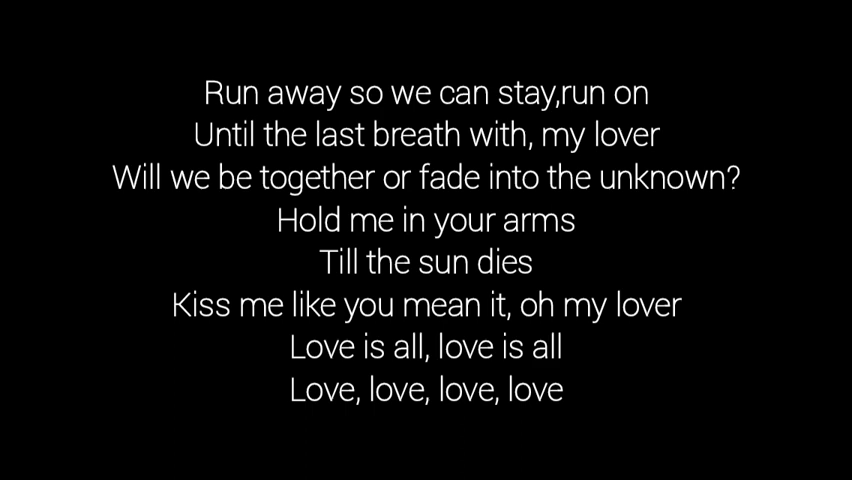 Run away so we can stay,run on
Until the last breath with, my lover
Will we be together or fade into the unknown?
Hold me in your arms
Till the sun dies
Kiss me like you mean it, oh my lover
Love is all, love is all
Love, love, love, love